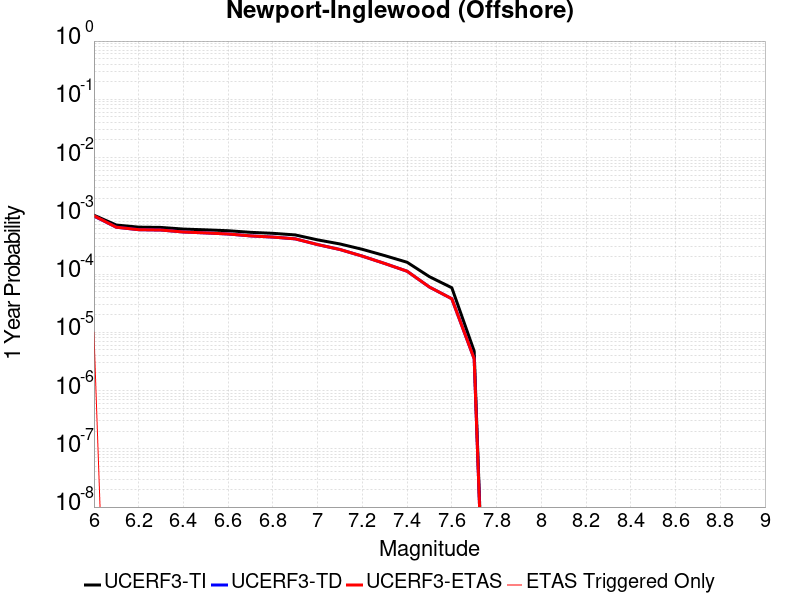 Newport-Inglewood (Offshore)
10^0
10^-1
10^-2
10^-3
10^-4
10^-5
10^-6
10^-7
10^-8
1 Year Probability
6 6.2 6.4 6.6 6.8 7 7.2 7.4 7.6 7.8 8 8.2 8.4 8.6 8.8 9
Magnitude
UCERF3-TI UCERF3-TD UCERF3-ETAS ETAS Triggered Only